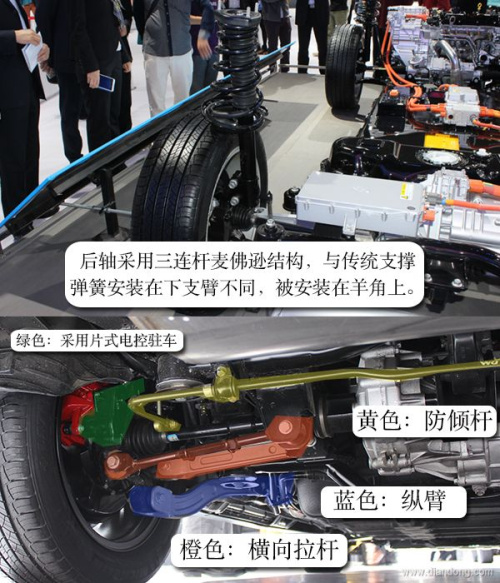 后轴采用三连杆麦佛逊结构，与传统支撑
弹簧安装在下支臂不同，被安装在羊角上。
绿色：采用片式电控驻车
黄色：防倾杆
蓝色：纵臂
橙色：横向拉杆
www.diandong.com